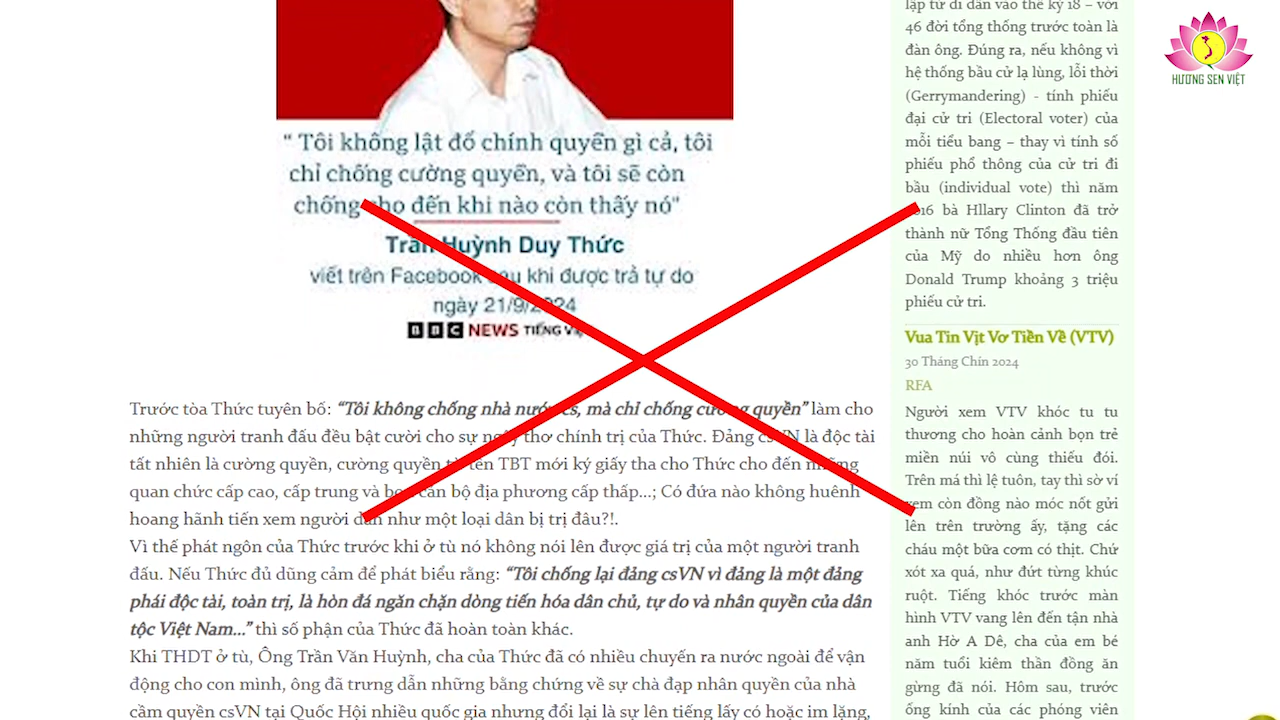 “ Tôi không lật đổ chính quyền gì cả, tôi
chỉ chống cường quyền, và tôi sẽ còn
chống cho đến khi nào còn thấy nó"
Trần Huỳnh Duy Thức
viết trên Facebook sau khi được trả tự do
ngày 21/9/2024
BBC NEWS TIẾNG VIỆT
Trước tòa Thức tuyên bố: “Tôi không chống nhà nước cs, mà chỉ chống cường quyền” làm cho
những người tranh đấu đều bật cười cho sự ngây thơ chính trị của Thức. Đảng csVN là độc tài
tất nhiên là cường quyền, cường quyền từ tên TBT mới ký giấy tha cho Thức cho đến những
quan chức cấp cao, cấp trung và bọn cán bộ địa phương cấp thấp...; Có đứa nào không huênh
hoang hãnh tiến xem người dân như một loại dân bị trị đâu?!.
Vì thế phát ngôn của Thức trước khi ở tù nó không nói lên được giá trị của một người tranh
đấu. Nếu Thức đủ dũng cảm để phát biểu rằng: “Tôi chống lại đảng csVN vì đảng là một đảng
phái độc tài, toàn trị, là hòn đá ngăn chặn dòng tiến hóa dân chủ, tự do và nhân quyền của dân
tộc Việt Nam...” thì số phận của Thức đã hoàn toàn khác.
Khi THDT ở tù, Ông Trần Văn Huỳnh, cha của Thức đã có nhiều chuyến ra nước ngoài để vận
động cho con mình, ông đã trưng dẫn những bằng chứng về sự chà đạp nhân quyền của nhà
cầm quyền csVN tại Quốc Hội nhiều quốc gia nhưng đổi lại là sự lên tiếng lấy có hoặc im lặng,
lập từ di dân vào thế kỷ 18 – với
46 đời tổng thống trước toàn là
đàn ông. Đúng ra, nếu không vì
hệ thống bầu cử lạ lùng, lỗi thời
(Gerrymandering) - tính phiếu
đại cử tri (Electoral voter) của
mỗi tiểu bang – thay vì tính số
phiếu phổ thông của cử tri đi
bầu (individual vote) thì năm
2016 bà HIlary Clinton đã trở
thành nữ Tổng Thống đầu tiên
của Mỹ do nhiều hơn ông
Donald Trump khoảng 3 triệu
phiếu cử tri.
Vua Tin Vịt Vơ Tiền Về (VTV)
30 Tháng Chín 2024
RFA
Người xem VTV khóc tu tu
thương cho hoàn cảnh bọn trẻ
miền núi vô cùng thiếu đói.
Trên má thì lệ tuôn, tay thì sờ ví
xem còn đồng nào móc nốt gửi
lên trên trường ấy, tặng các
cháu một bữa cơm có thịt. Chứ
xót xa quá, như đứt từng khúc
ruột. Tiếng khóc trước màn
hình VTV vang lên đến tận nhà
anh Hờ A Dê, cha của em bé
năm tuổi kiêm thần đồng ăn
gừng đã nói. Hôm sau, trước
ống kính của các phóng viên
HƯƠNG SEN VIỆT